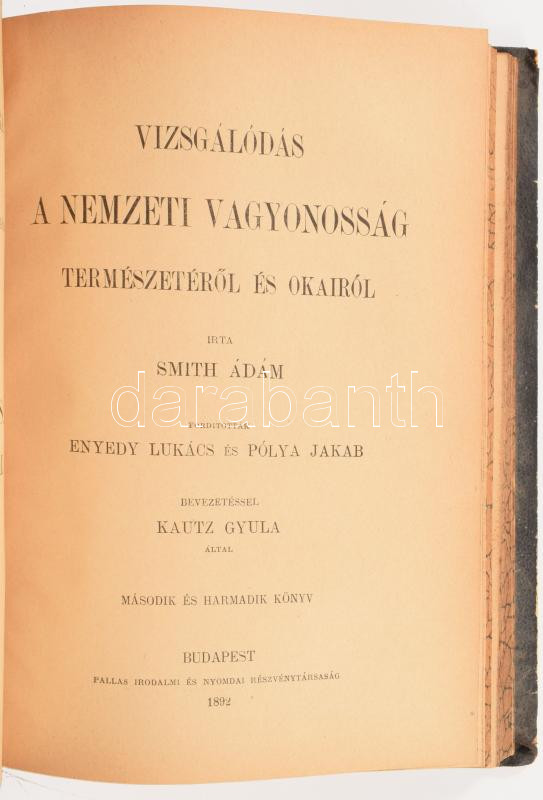 VIZSGÁLÓDÁS
A NEMZETI VAGYONOSSÁG
TERMÉSZETÉRŐL ÉS OKAIRÓL
IRTA
SMITH ÁDÁM
darabanth
FORDITOTTÁK
ENYEDY LUKÁCS ÉS PÓLYA JAKAB
BEVEZETÉSSEL
KAUTZ GYULA
ÁLTAL
MÁSODIK ÉS HARMADIK KÖNYV
BUDAPEST
PALLAS IRODALMI ÉS NYOMDAI RÉSZVÉNYTÁRSASÁG
1892